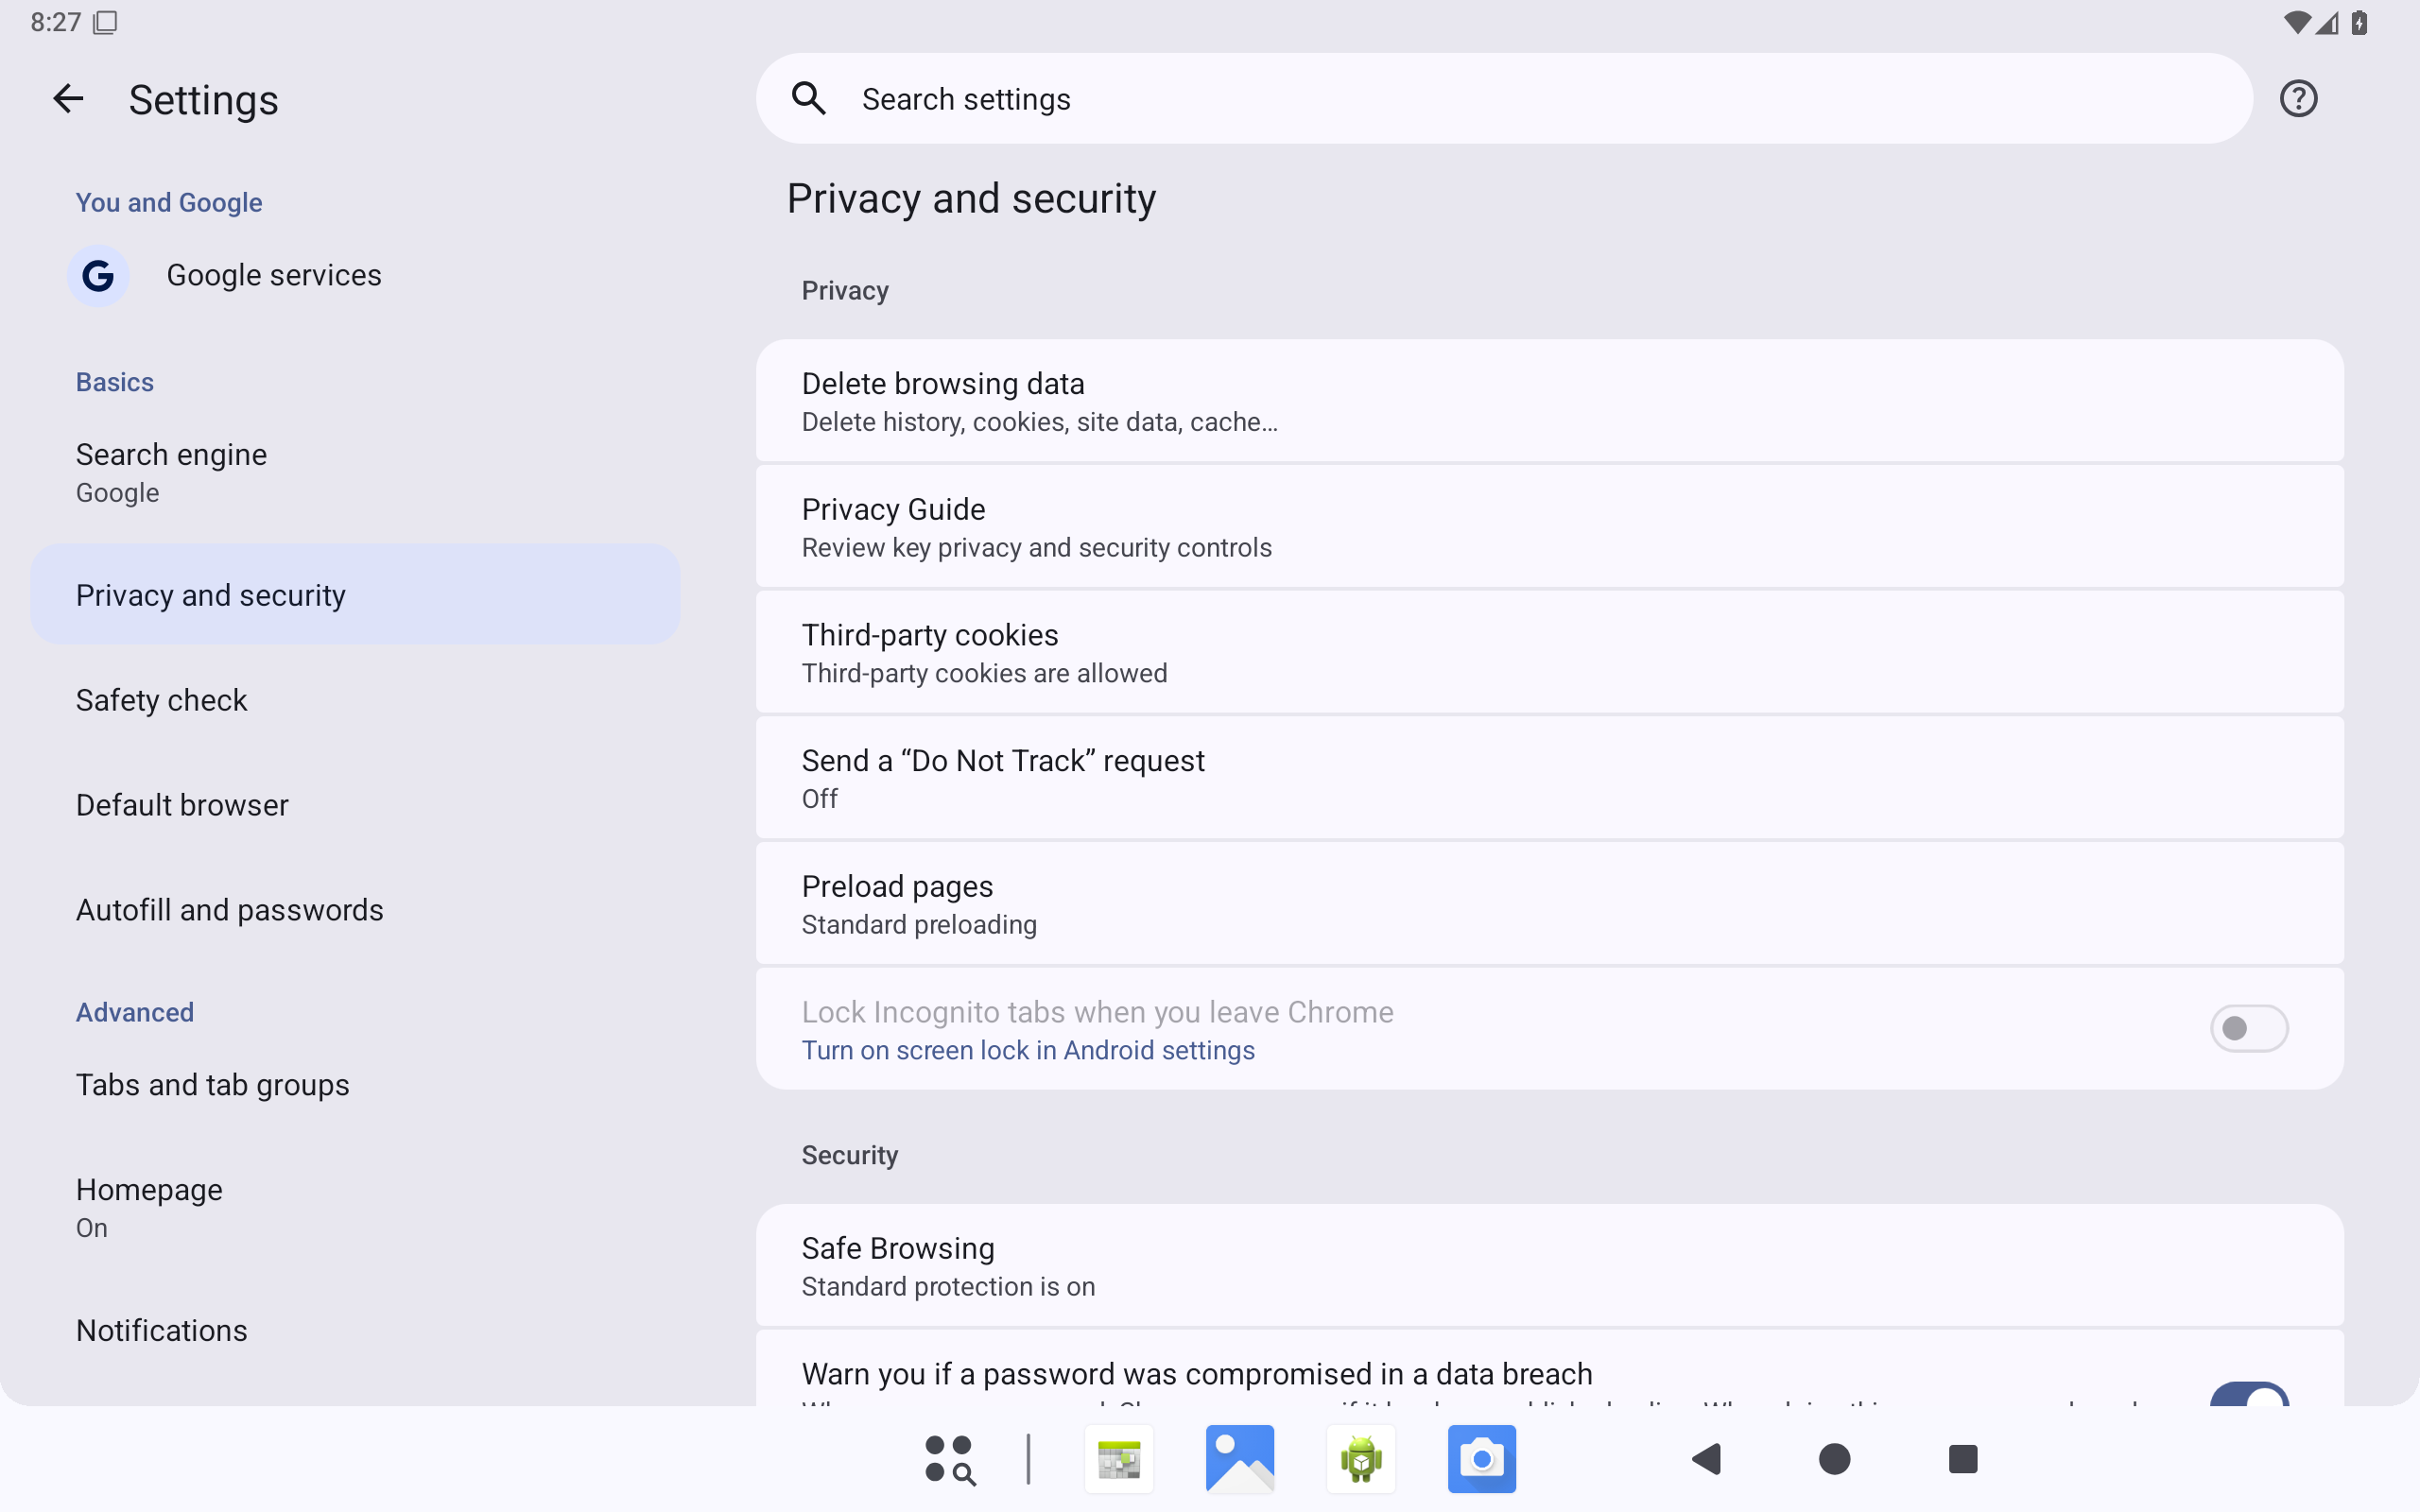 8:27
Settings
Search settings
You and Google
Google services
Basics
Search engine
Google
Privacy and security
Safety check
Default browser
Autofill and passwords
Advanced
Tabs and tab groups
Homepage
On
Notifications
Privacy and security
Privacy
Delete browsing data
Delete history, cookies, site data, cache…
Privacy Guide
Review key privacy and security controls
Third-party cookies
Third-party cookies are allowed
Send a “Do Not Track” request
Off
Preload pages
Standard preloading
Lock Incognito tabs when you leave Chrome
Turn on screen lock in Android settings
Security
Safe Browsing
Standard protection is on
Warn you if a password was compromised in a data breach